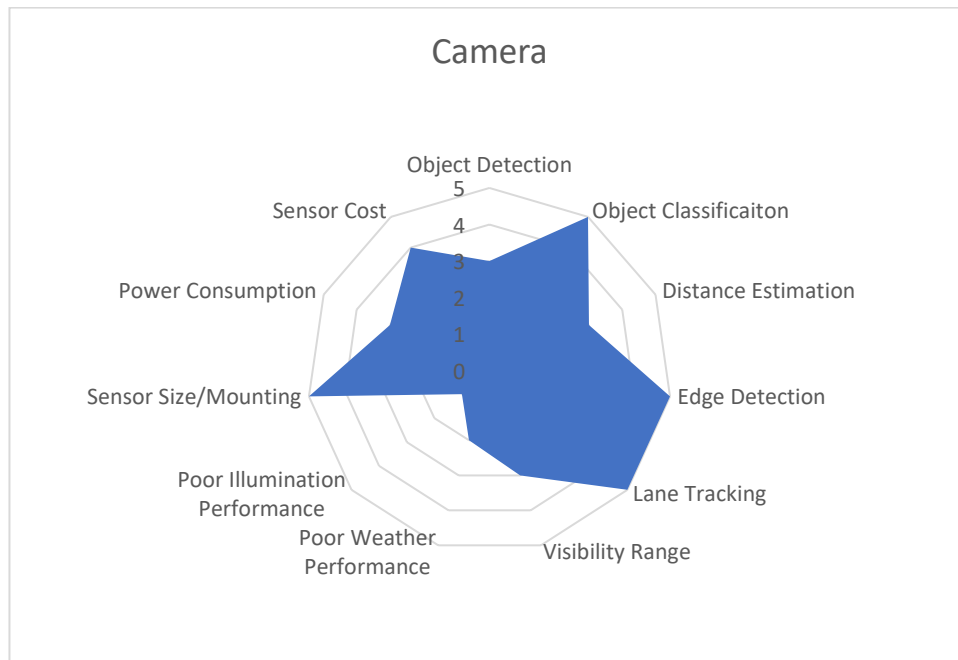 Camera
Object Detection
5
4
3
2
1
0
Object Classificaiton
Distance Estimation
Edge Detection
Lane Tracking
Visibility Range
Poor Weather
Performance
Poor Illumination
Performance
Sensor Size/Mounting
Power Consumption
Sensor Cost